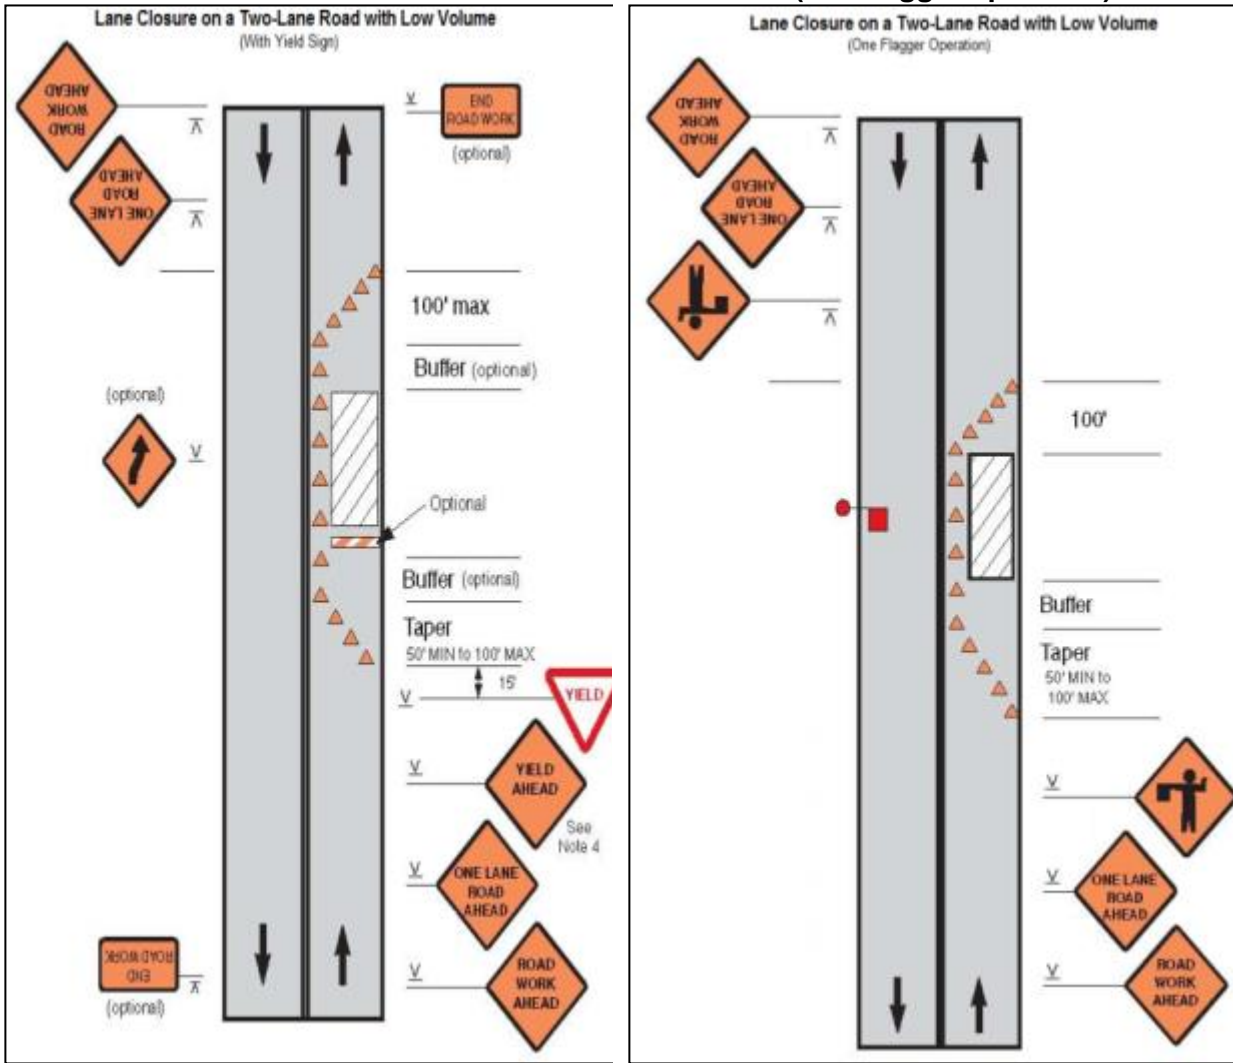 Lane Closure on a Two-Lane Road with Low Volume
(With Yield Sign)
ROAD
WORK
AHEAD
ONE LANE
ROAD
AHEAD
END
ROAD WORK
(optional)
100' max
Buffer (optional)
(optional)
Optional
Buffer (optional)
Taper
50' MIN to 100' MAX
15'
YIELD
YIELD
AHEAD
See
Note 4
ONE LANE
ROAD
AHEAD
ROAD
WORK
AHEAD
END
ROAD WORK
(optional)
Lane Closure on a Two-Lane Road with Low Volume
(One Flagger Operation)
ROAD
WORK
AHEAD
ONE LANE
ROAD
AHEAD
100'
Buffer
Taper
50' MIN to
100' MAX
ONE LANE
ROAD
AHEAD
ROAD
WORK
AHEAD